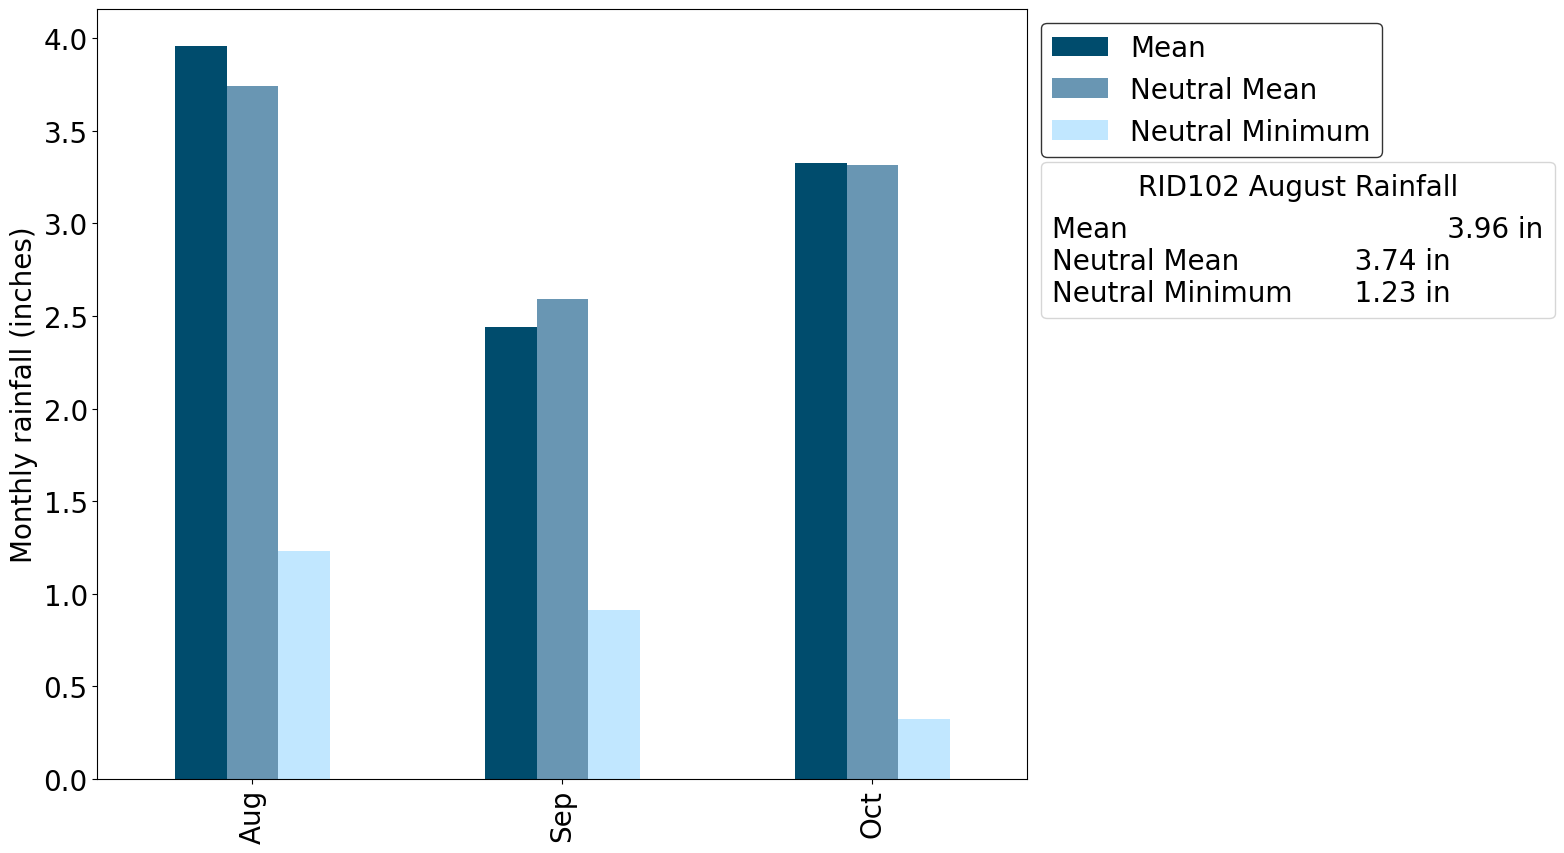 Monthly rainfall (inches)
4.0
3.5
3.0
2.5
2.0
1.5
1.0
0.5
0.0
Aug
Sep
Oct
Mean
Neutral Mean
Neutral Minimum
RID102 August Rainfall
Mean 3.96 in
Neutral Mean 3.74 in
Neutral Minimum 1.23 in